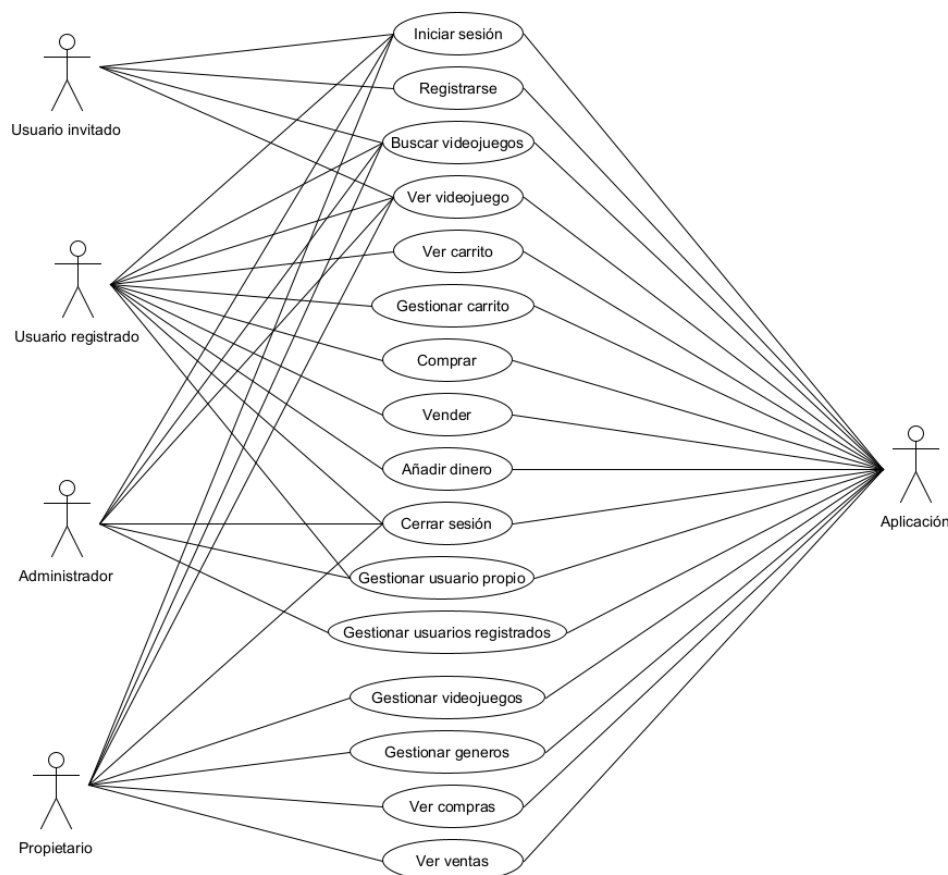 Iniciar sesión
Registrarse
Usuario invitado
Buscar videojuegos
Ver videojuego
Ver carrito
Gestionar carrito
Usuario registrado
Comprar
Vender
Añadir dinero
Cerrar sesión
Aplicación
Administrador
Gestionar usuario propio
Gestionar usuarios registrados
Gestionar videojuegos
Gestionar generos
Ver compras
Propietario
Ver ventas